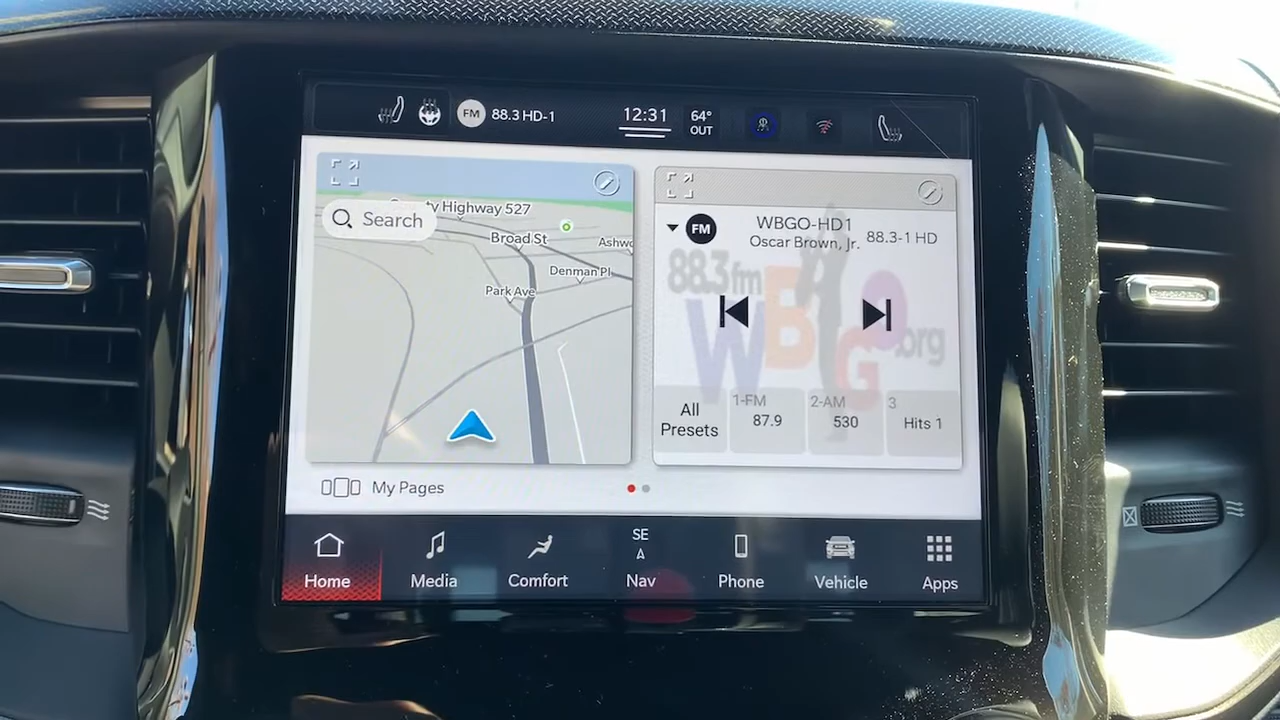 FM 88.3 HD-1
12:31
64°
OUT
Highway 527
Search
Broad St
Denman Pl
Park Ave
FM
WBGO-HD1
Oscar Brown, Jr.
88.3-1 HD
88.3fm
WBG
.org
All
Presets
1-FM
87.9
2-AM
530
3
Hits 1
My Pages
SE
Home
Media
Comfort
Nav
Phone
Vehicle
Apps